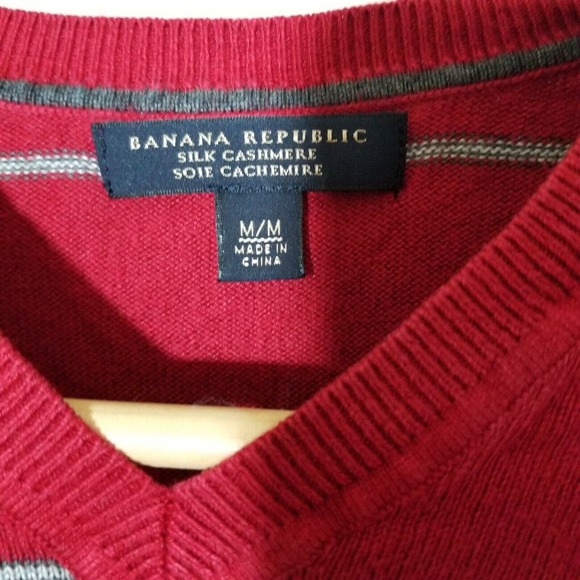 BANANA REPUBLIC
SILK CASHMERE
SOIE CACHEMIRE
M/M
MADE IN
CHINA